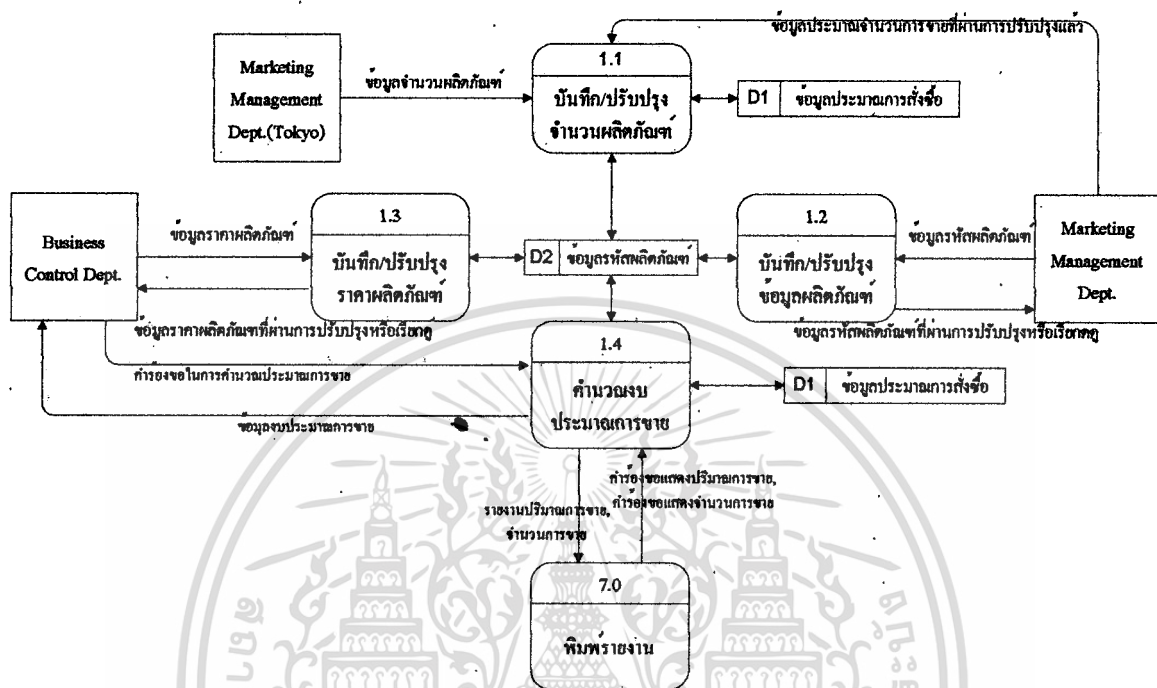 ข้อมูลประมาณจำนวนการขายที่ผ่านการปรับปรุงแล้ว
Marketing
Management
Dept.(Tokyo)
ข้อมูลจำนวนผลิตภัณฑ์
1.1
บันทึก/ปรับปรุง
จำนวนผลิตภัณฑ์
D1 ข้อมูลประมาณการสั่งซื้อ
Business
Control Dept.
ข้อมูลราคาผลิตภัณฑ์
1.3
บันทึก/ปรับปรุง
ราคาผลิตภัณฑ์
D2 ข้อมูลรหัสผลิตภัณฑ์
1.2
บันทึก/ปรับปรุง
ข้อมูลผลิตภัณฑ์
ข้อมูลรหัสผลิตภัณฑ์
Marketing
Management
Dept.
ข้อมูลราคาผลิตภัณฑ์ที่ผ่านการปรับปรุงหรือเรียกดู
ข้อมูลรหัสผลิตภัณฑ์ที่ผ่านการปรับปรุงหรือเรียกดู
คำร้องขอในการคำนวณประมาณการขาย
ข้อมูลงบประมาณการขาย
1.4
คำนวณงบ
ประมาณการขาย
D1 ข้อมูลประมาณการสั่งซื้อ
คำร้องขอแสดงปริมาณการขาย,
คำร้องขอแสดงจำนวนการขาย
รายงานปริมาณการขาย,
จำนวนการขาย
7.0
พิมพ์รายงาน